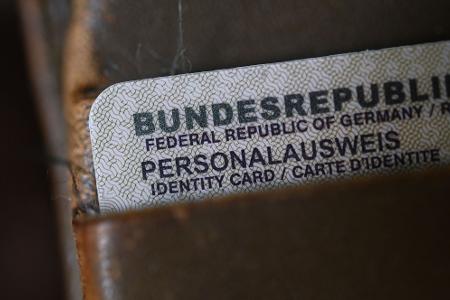 BUNDESREPUBLI
FEDERAL REPUBLIC OF GERMANY / R
PERSONALAUSWEIS
IDENTITY CARD / CARTE D'IDENTITE